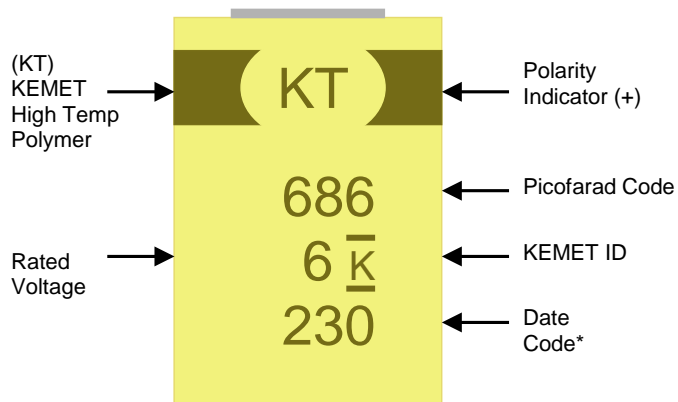 (KT)
KEMET
High Temp
Polymer
KT
Polarity
Indicator (+)
686
Picofarad Code
Rated
Voltage
6 K
KEMET ID
230
Date
Code*